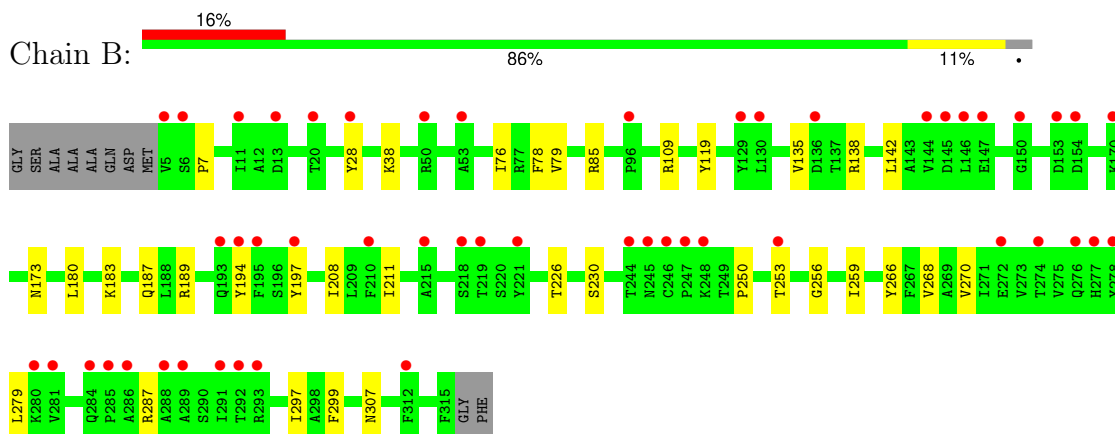 16%
Chain B:
86% 11% •
GLY SER ALA ALA ALA GLN ASP MET V5 S6 P7 I11 A12 D13 T20 Y28 K38 R50 A53 I76 R77 F78 V79 R85 P96 R109 Y119 Y129 L130 V135 D136 T137 R138 L142 A143 V144 D145 L146 E147 G150 D153 D154 K170
N173 L180 K183 Q187 L188 R189 Q193 Y194 F195 S196 Y197 I208 L209 F210 I211 A215 S218 T219 S220 Y221 T226 S230 T244 N245 C246 P247 K248 T249 P250 T253 G256 I259 Y266 F267 V268 A269 V270 I271 E272 V273 T274 V275 Q276 H277
L279 K280 V281 Q284 P285 A286 R287 A288 A289 S290 I291 T292 R293 I297 A298 F299 N307 F312 F315 GLY PHE